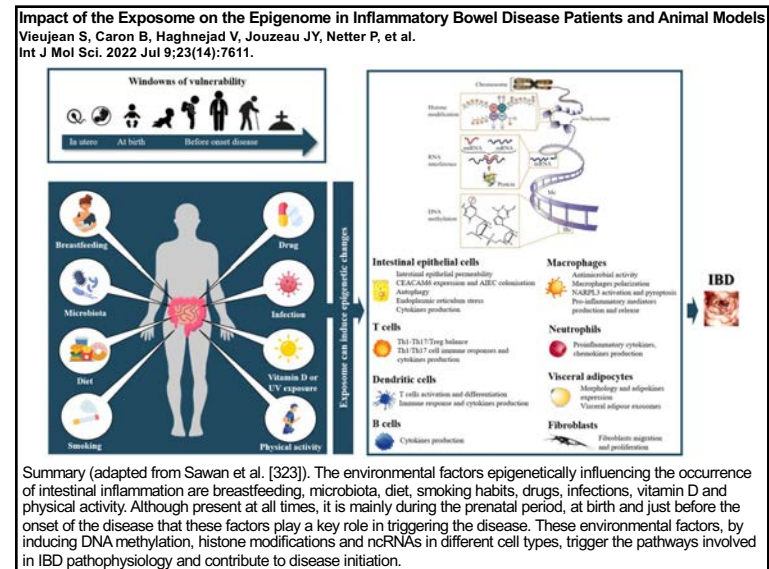 Impact of the Exposome on the Epigenome in Inflammatory Bowel Disease Patients and Animal Models
Vieujean S, Caron B, Haghnejad V, Jouzeau JY, Netter P, et al.
Int J Mol Sci. 2022 Jul 9;23(14):7611.
Windowns of vulnerability
In utero
At birth
Before onset disease
Breastfeeding
Drug
Microbiota
Infection
Diet
Vitamin D or
UV exposure
Smoking
Physical activity
Exposome can induce epigenetic changes
Chromosome
Histone
modification
Nucleosome
RNA
interference
miRNA
mRNA
mRNA
Protein
DNA
methylation
Me
Me
Intestinal epithelial cells
Intestinal epithelial permeability
CEACAM6 expression and AIEC colonization
Autophagy
Endoplasmic reticulum stress
Cytokines production
T cells
Th1-Th17/Treg balance
Th1/Th17 cell immune responses and
cytokines production
Dendritic cells
T cells activation and differentiation
Immune response and cytokines production
B cells
Cytokines production
Macrophages
Antimicrobial activity
Macrophages polarization
NARPL3 activation and pyroptosis
Pro-inflammatory mediators
production and release
Neutrophils
Proinflammatory cytokines,
chemokines production
Visceral adipocytes
Morphology and adipokines
expression
Visceral adipose exosomes
Fibroblasts
Fibroblasts migration
and proliferation
IBD
Summary (adapted from Sawan et al. [323]). The environmental factors epigenetically influencing the occurrence
of intestinal inflammation are breastfeeding, microbiota, diet, smoking habits, drugs, infections, vitamin D and
physical activity. Although present at all times, it is mainly during the prenatal period, at birth and just before the
onset of the disease that these factors play a key role in triggering the disease. These environmental factors, by
inducing DNA methylation, histone modifications and ncRNAs in different cell types, trigger the pathways involved
in IBD pathophysiology and contribute to disease initiation.